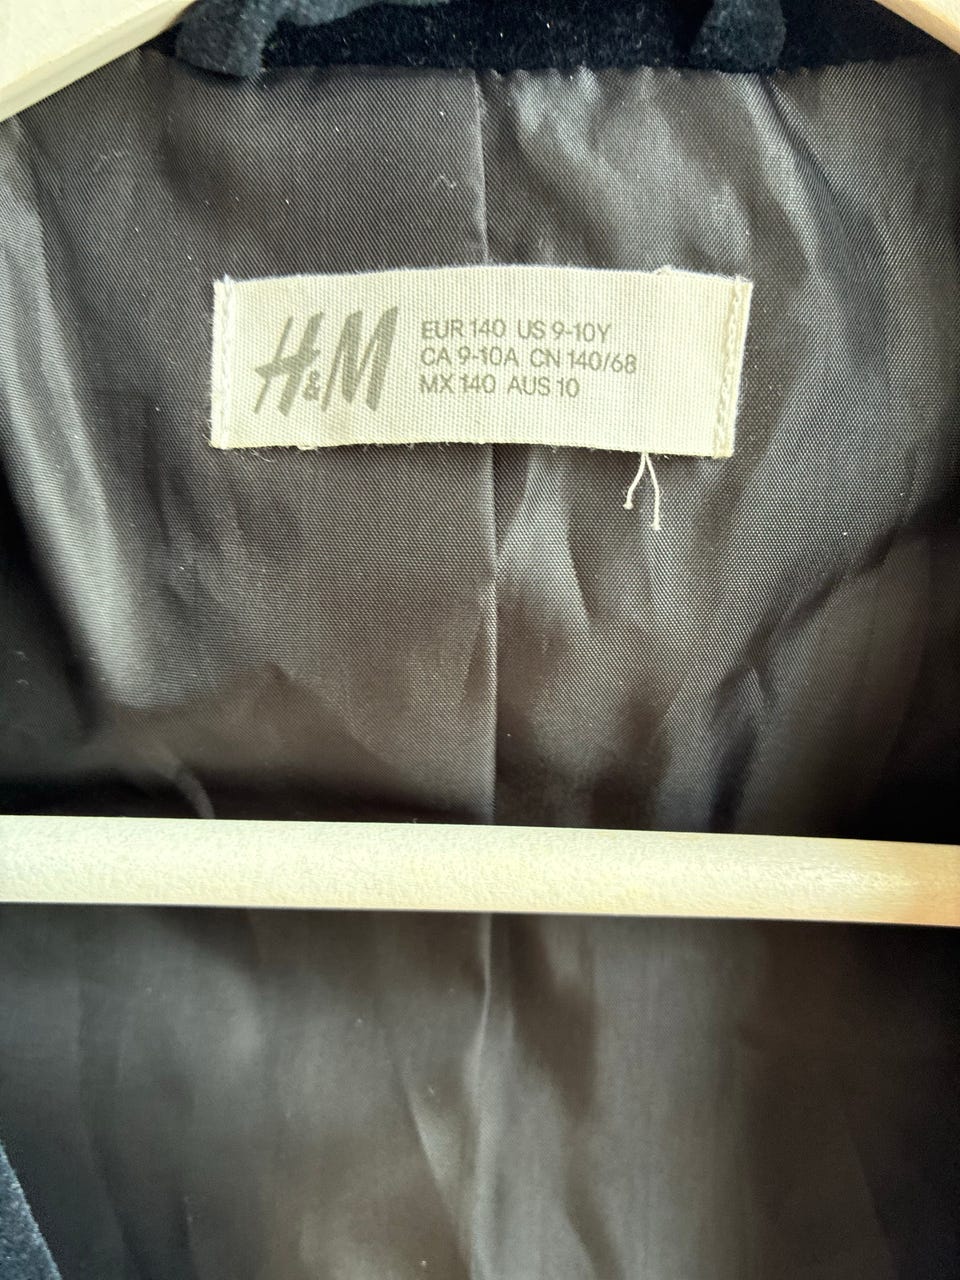 H&M
EUR 140 US 9-10Y
CA 9-10A CN 140/68
MX 140 AUS 10